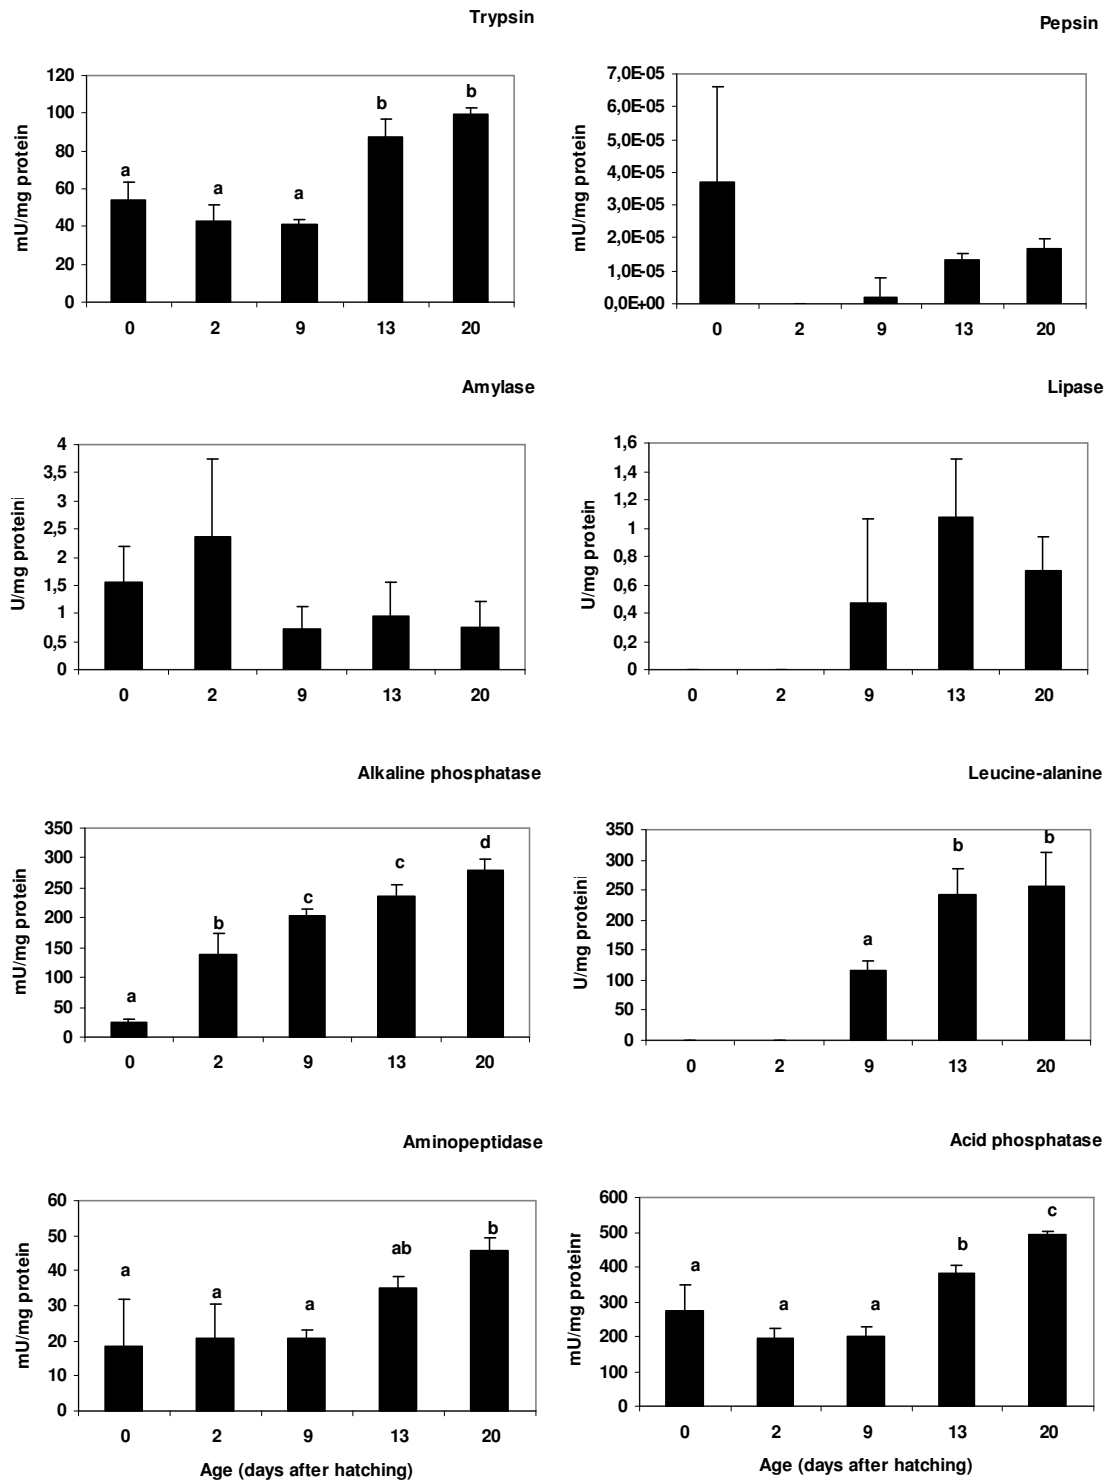 Trypsin
mU/mg protein
120
100
80
60
40
20
0
a
a
a
b
b
0 2 9 13 20
Pepsin
mU/mg protein
7,0E-05
6,0E-05
5,0E-05
4,0E-05
3,0E-05
2,0E-05
1,0E-05
0,0E+00
0 2 9 13 20
Amylase
U/mg protein
4
3,5
3
2,5
2
1,5
1
0,5
0
0 2 9 13 20
Lipase
U/mg protein
1,6
1,4
1,2
1
0,8
0,6
0,4
0,2
0
0 2 9 13 20
Alkaline phosphatase
mU/mg protein
350
300
250
200
150
100
50
0
a
b
c
c
d
0 2 9 13 20
Leucine-alanine
U/mg protein
350
300
250
200
150
100
50
0
a
b
b
0 2 9 13 20
Aminopeptidase
mU/mg protein
60
50
40
30
20
10
0
a
a
a
ab
b
0 2 9 13 20
Age (days after hatching)
Acid phosphatase
mU/mg proteinr
600
500
400
300
200
100
0
a
a
a
b
c
0 2 9 13 20
Age (days after hatching)